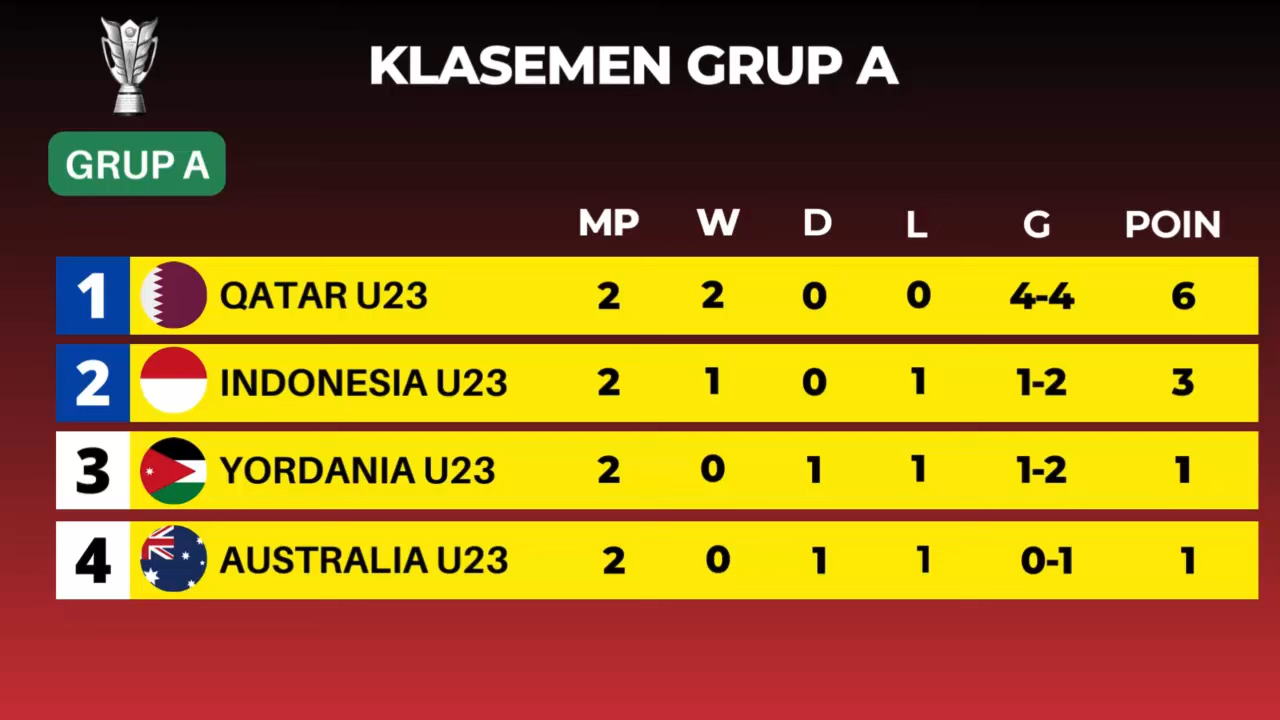 KLASEMEN GRUP A
GRUP A
MP W D L G POIN
1 QATAR U23 2 2 0 0 4-4 6
2 INDONESIA U23 2 1 0 1 1-2 3
3 YORDANIA U23 2 0 1 1 1-2 1
4 AUSTRALIA U23 2 0 1 1 0-1 1